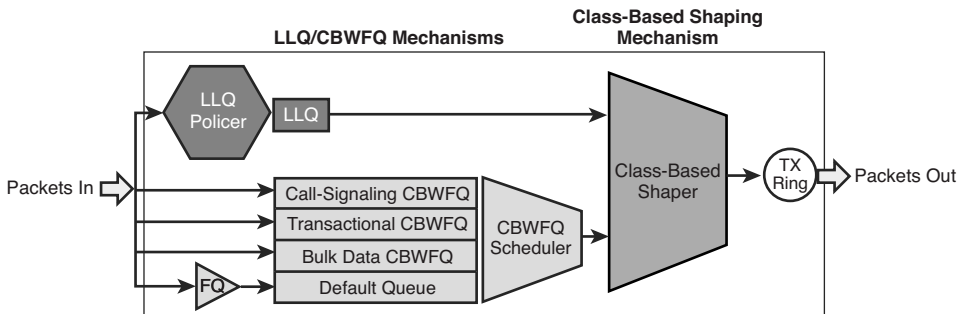 Class-Based Shaping
Mechanism
LLQ/CBWFQ Mechanisms
LLQ
Policer
LLQ
Packets In
Call-Signaling CBWFQ
Transactional CBWFQ
Bulk Data CBWFQ
FQ
Default Queue
CBWFQ
Scheduler
Class-Based
Shaper
TX
Ring
Packets Out